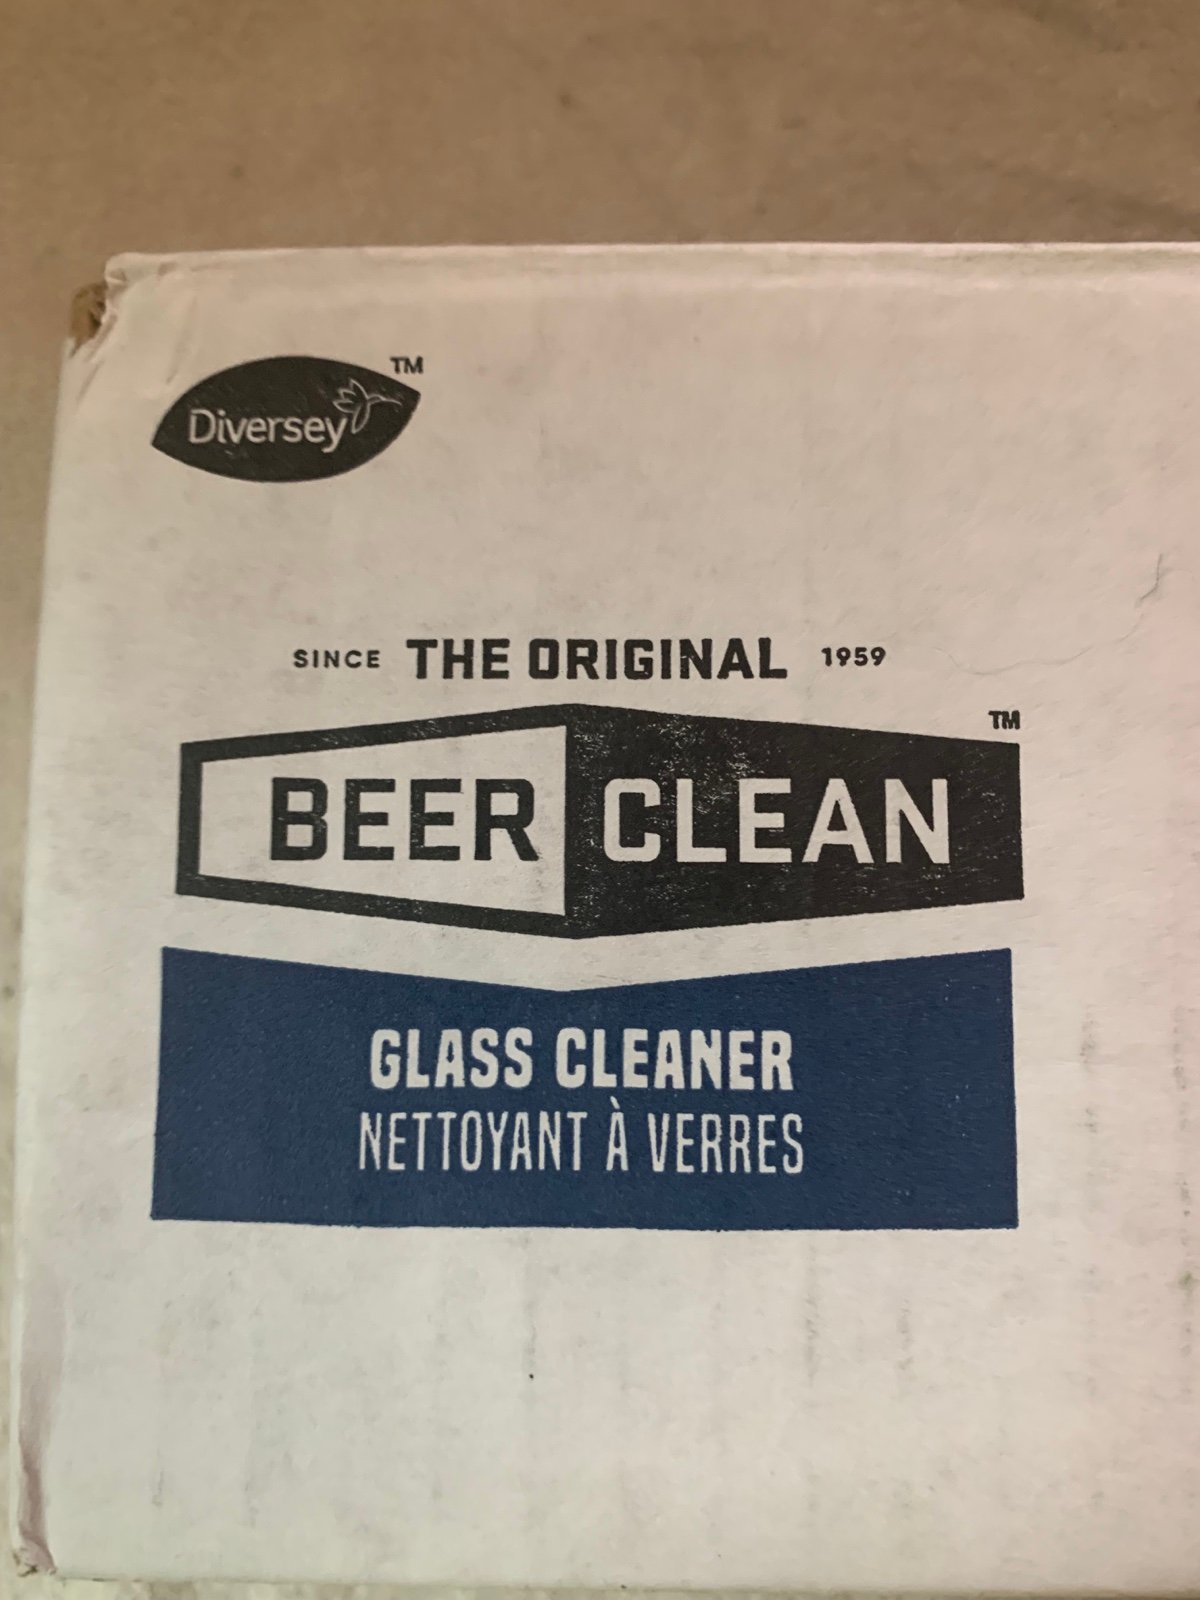 Diversey™
SINCE THE ORIGINAL 1959
BEER CLEAN™
GLASS CLEANER
NETTOYANT À VERRES